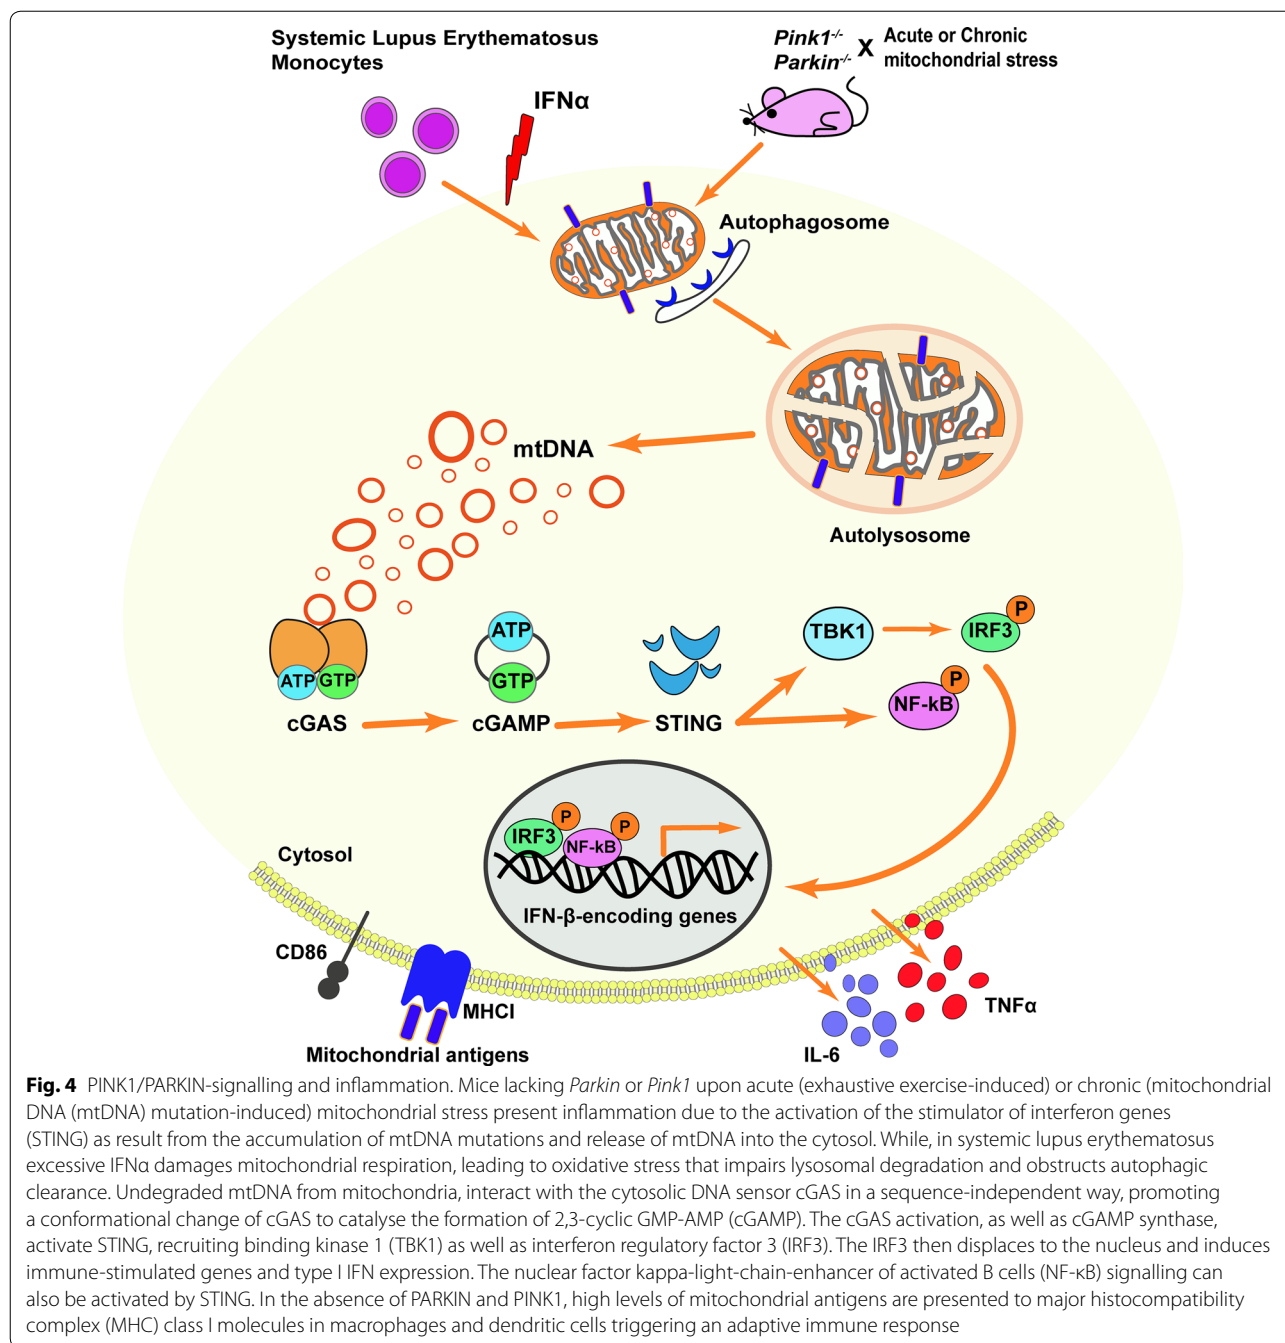 Systemic Lupus Erythematosus
Monocytes
IFNα
Pink1-/-
Parkin-/-
X
Acute or Chronic
mitochondrial stress
Autophagosome
Autolysosome
mtDNA
ATP
GTP
cGAS
ATP
GTP
cGAMP
STING
TBK1
IRF3
P
NF-kB
P
IRF3
P
NF-kB
P
IFN-β-encoding genes
Cytosol
CD86
MHCI
Mitochondrial antigens
IL-6
TNFα
Fig. 4 PINK1/PARKIN-signalling and inflammation. Mice lacking Parkin or Pink1 upon acute (exhaustive exercise-induced) or chronic (mitochondrial
DNA (mtDNA) mutation-induced) mitochondrial stress present inflammation due to the activation of the stimulator of interferon genes
(STING) as result from the accumulation of mtDNA mutations and release of mtDNA into the cytosol. While, in systemic lupus erythematosus
excessive IFNα damages mitochondrial respiration, leading to oxidative stress that impairs lysosomal degradation and obstructs autophagic
clearance. Undegraded mtDNA from mitochondria, interact with the cytosolic DNA sensor cGAS in a sequence-independent way, promoting
a conformational change of cGAS to catalyse the formation of 2,3-cyclic GMP-AMP (cGAMP). The cGAS activation, as well as cGAMP synthase,
activate STING, recruiting binding kinase 1 (TBK1) as well as interferon regulatory factor 3 (IRF3). The IRF3 then displaces to the nucleus and induces
immune-stimulated genes and type I IFN expression. The nuclear factor kappa-light-chain-enhancer of activated B cells (NF-κB) signalling can
also be activated by STING. In the absence of PARKIN and PINK1, high levels of mitochondrial antigens are presented to major histocompatibility
complex (MHC) class I molecules in macrophages and dendritic cells triggering an adaptive immune response